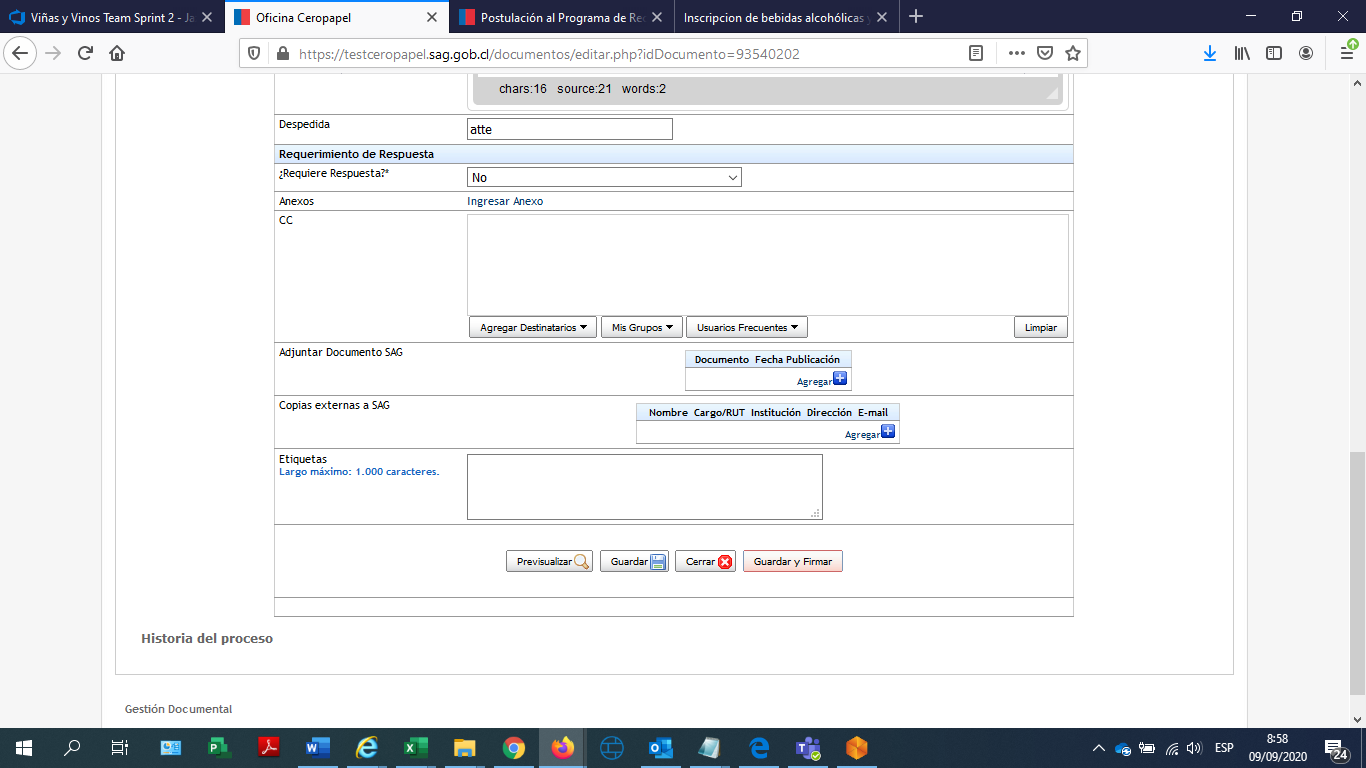 Viñas y Vinos Team Sprint 2 - Ja
Oficina Ceropapel
Postulación al Programa de Re
Inscripcion de bebidas alcohólicas y
https://testceropapel.sag.gob.cl/documentos/editar.php?idDocumento=93540202
chars:16 source:21 words:2
Despedida
atte
Requerimiento de Respuesta
¿Requiere Respuesta?*
No
Anexos
Ingresar Anexo
CC
Agregar Destinatarios
Mis Grupos
Usuarios Frecuentes
Limpiar
Adjuntar Documento SAG
Documento Fecha Publicación
Agregar
Copias externas a SAG
Nombre Cargo/RUT Institución Dirección E-mail
Agregar
Etiquetas
Largo máximo: 1.000 caracteres.
Previsualizar
Guardar
Cerrar
Guardar y Firmar
Historia del proceso
Gestión Documental
ESP
8:58
09/09/2020
24